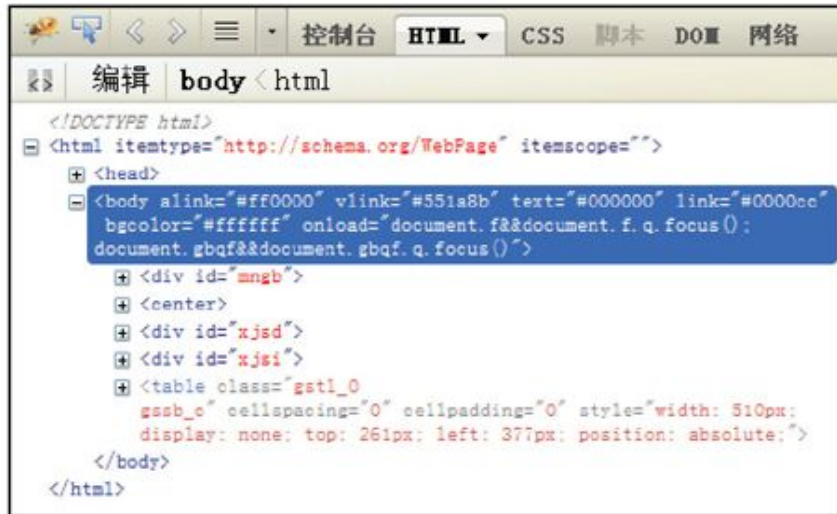 控制台 HTML CSS 脚本 DOM 网络
编辑 body < html
<!DOCTYPE html>
<html itemtype="http://schema.org/WebPage" itemscope="">
<head>
<body alink="#ff0000" vlink="#551a8b" text="#000000" link="#0000cc"
bgcolor="#ffffff" onload="document.f&&document.f.q.focus();
document.gbqf&&document.gbqf.q.focus()">
<div id="mngb">
<center>
<div id="xjsd">
<div id="xjsi">
<table class="gstl_0
gssb_c" cellspacing="0" cellpadding="0" style="width: 510px;
display: none; top: 261px; left: 377px; position: absolute;">
</body>
</html>